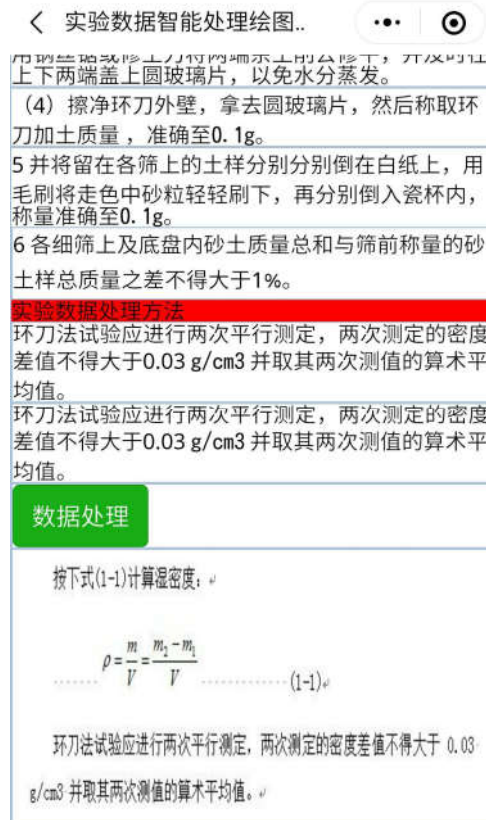 实验数据智能处理绘图..
上下两端盖上圆玻璃片，以免水分蒸发。
（4）擦净环刀外壁，拿去圆玻璃片，然后称取环
刀加土质量 ，准确至0.1g。
5 并将留在各筛上的土样分别分别倒在白纸上，用
毛刷将走色中砂粒轻轻刷下，再分别倒入瓷杯内，
称量准确至0.1g。
6 各细筛上及底盘内砂土质量总和与筛前称量的砂
土样总质量之差不得大于1%。
实验数据处理方法
环刀法试验应进行两次平行测定，两次测定的密度
差值不得大于0.03 g/cm3 并取其两次测值的算术平
均值。
环刀法试验应进行两次平行测定，两次测定的密度
差值不得大于0.03 g/cm3 并取其两次测值的算术平
均值。
数据处理
按下式(1-1)计算湿密度：
ρ = m/V = (m₂ - m₁)/V (1-1)
环刀法试验应进行两次平行测定，两次测定的密度差值不得大于 0.03
g/cm3 并取其两次测值的算术平均值。